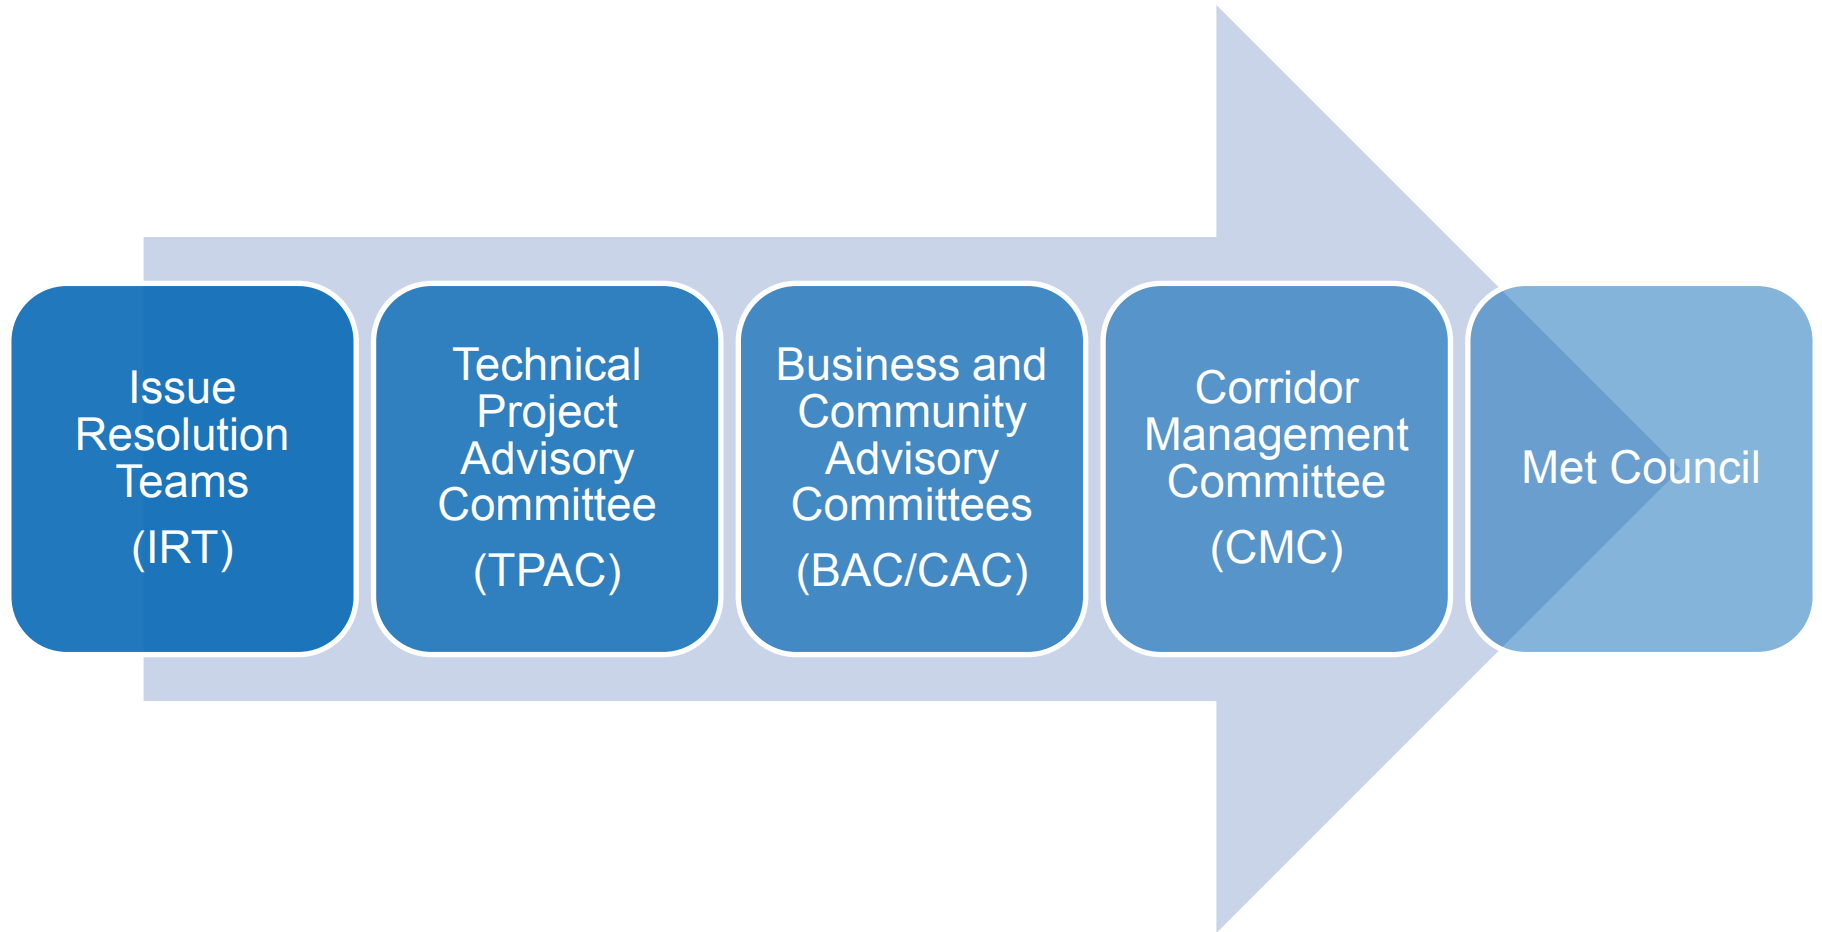 Issue
Resolution
Teams
(IRT)
Technical
Project
Advisory
Committee
(TPAC)
Business and
Community
Advisory
Committees
(BAC/CAC)
Corridor
Management
Committee
(CMC)
Met Council